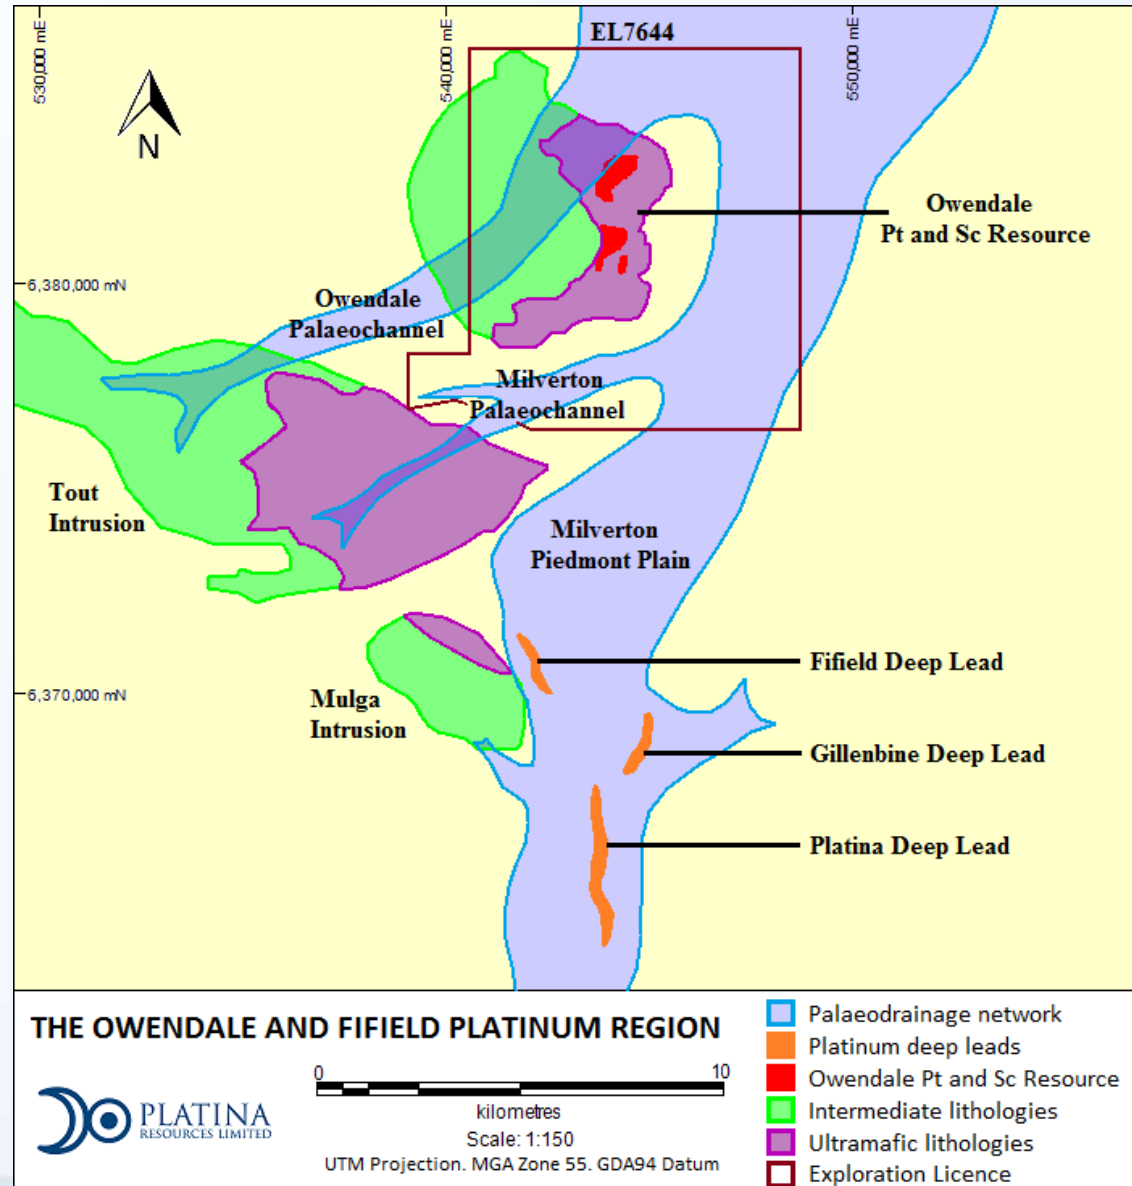 530,000 mE
540,000 mE
EL7644
550,000 mE
N
Owendale
Pt and Sc Resource
6,380,000 mN
Owendale
Palaeochannel
Milverton
Palaeochannel
Tout
Intrusion
Milverton
Piedmont Plain
Fifield Deep Lead
6,370,000 mN
Mulga
Intrusion
Gillenbine Deep Lead
Platina Deep Lead
THE OWENDALE AND FIFIELD PLATINUM REGION
0
10
kilometres
Scale: 1:150
UTM Projection. MGA Zone 55. GDA94 Datum
PLATINA
RESOURCES LIMITED
Palaeodrainage network
Platinum deep leads
Owendale Pt and Sc Resource
Intermediate lithologies
Ultramafic lithologies
Exploration Licence